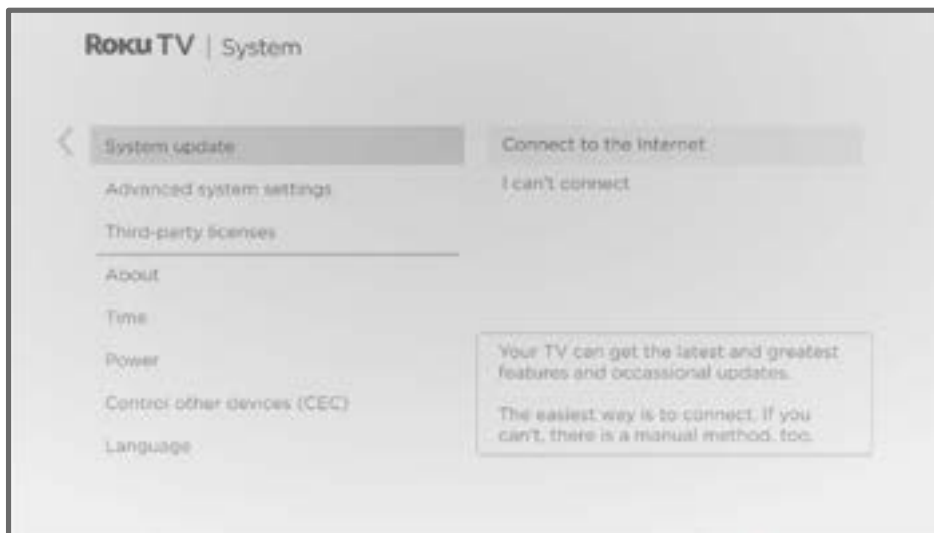 Roku TV | System
System update
Advanced system settings
Third-party licenses
About
Time
Power
Control other devices (CEC)
Language
Connect to the Internet
I can't connect
Your TV can get the latest and greatest
features and occassional updates.
The easiest way is to connect. If you
can't, there is a manual method, too.